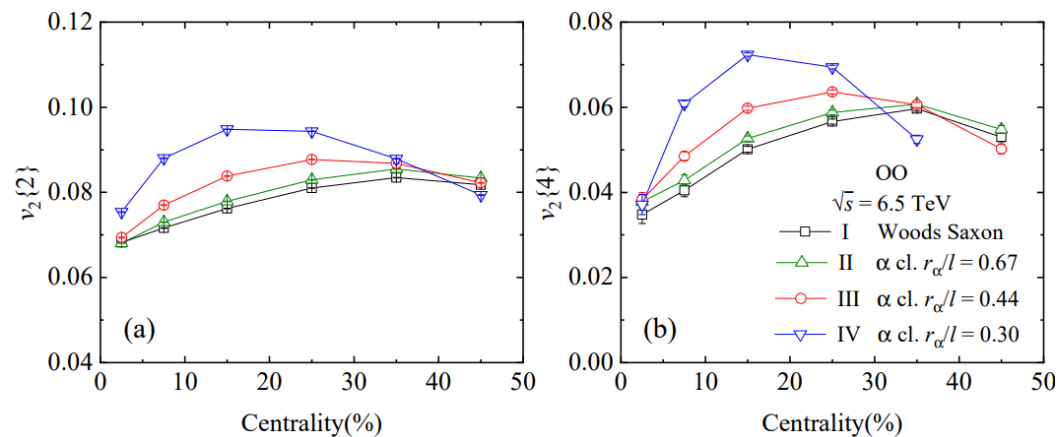 0.12
0.10
0.08
0.06
0.04
v₂{2}
(a)
0 10 20 30 40 50
Centrality(%)
0.08
0.06
0.04
0.02
0.00
v₂{4}
OO
√s = 6.5 TeV
I Woods Saxon
II α cl. rα/l = 0.67
III α cl. rα/l = 0.44
IV α cl. rα/l = 0.30
(b)
0 10 20 30 40 50
Centrality(%)